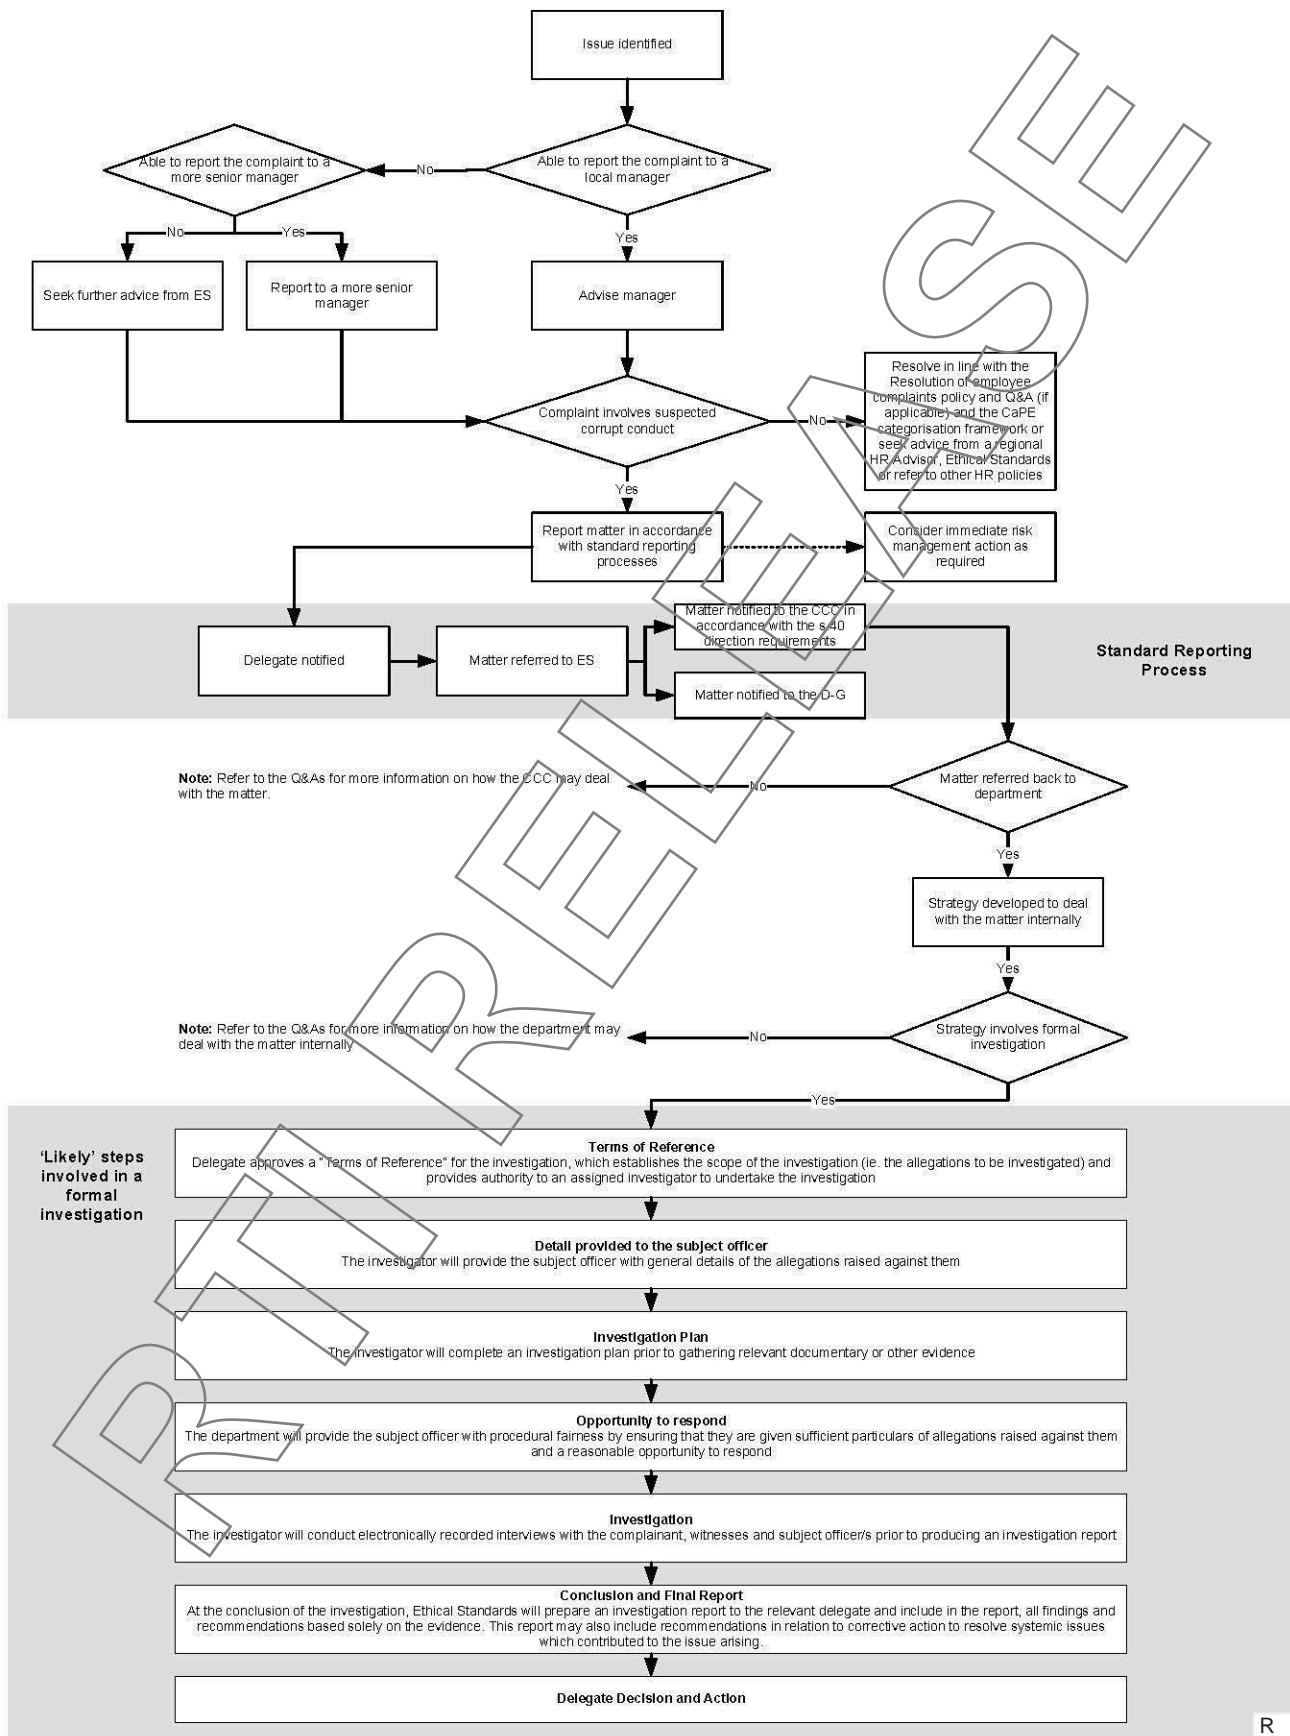 Issue identified
Able to report the complaint to a
more senior manager
No
Able to report the complaint to a
local manager
No
Yes
Yes
Seek further advice from ES
Report to a more senior
manager
Advise manager
Complaint involves suspected
corrupt conduct
No
Resolve in line with the
Resolution of employee
complaints policy and Q&A (if
applicable) and the CaPE
categorisation framework or
seek advice from a regional
HR Advisor, Ethical Standards
or refer to other HR policies
Yes
Report matter in accordance
with standard reporting
processes
Consider immediate risk
management action as
required
Delegate notified
Matter referred to ES
Matter notified to the CCC in
accordance with the s 40
direction requirements
Matter notified to the D-G
Standard Reporting
Process
Note: Refer to the Q&As for more information on how the CCC may deal
with the matter.
No
Matter referred back to
department
Yes
Strategy developed to deal
with the matter internally
Yes
Note: Refer to the Q&As for more information on how the department may
deal with the matter internally
No
Strategy involves formal
investigation
Yes
'Likely' steps
involved in a
formal
investigation
Terms of Reference
Delegate approves a "Terms of Reference" for the investigation, which establishes the scope of the investigation (ie. the allegations to be investigated) and
provides authority to an assigned investigator to undertake the investigation
Detail provided to the subject officer
The investigator will provide the subject officer with general details of the allegations raised against them
Investigation Plan
The investigator will complete an investigation plan prior to gathering relevant documentary or other evidence
Opportunity to respond
The department will provide the subject officer with procedural fairness by ensuring that they are given sufficient particulars of allegations raised against them
and a reasonable opportunity to respond
Investigation
The investigator will conduct electronically recorded interviews with the complainant, witnesses and subject officer/s prior to producing an investigation report
Conclusion and Final Report
At the conclusion of the investigation, Ethical Standards will prepare an investigation report to the relevant delegate and include in the report, all findings and
recommendations based solely on the evidence. This report may also include recommendations in relation to corrective action to resolve systemic issues
which contributed to the issue arising.
Delegate Decision and Action
RTI RELEASE
R